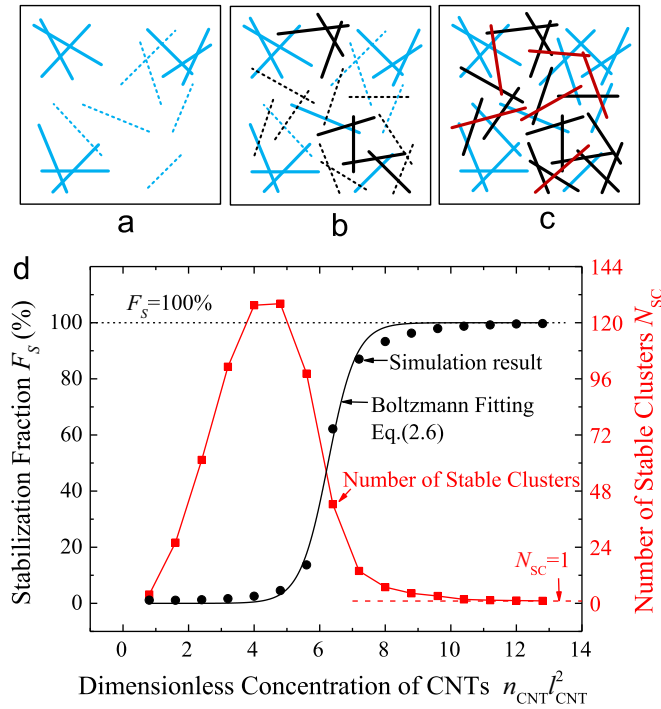 a b c
d
F_S=100%
Simulation result
Boltzmann Fitting
Eq.(2.6)
Number of Stable Clusters
N_SC=1
Stabilization Fraction F_S (%)
0 20 40 60 80 100
Number of Stable Clusters N_SC
0 24 48 72 96 120 144
0 2 4 6 8 10 12 14
Dimensionless Concentration of CNTs n_CNT l_CNT^2